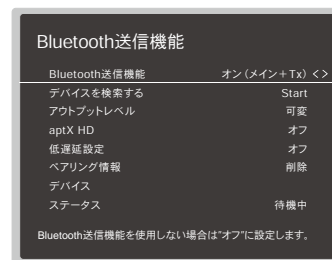 Bluetooth送信機能
Bluetooth送信機能 オン（メイン＋Tx） <>
デバイスを検索する Start
アウトプットレベル 可変
aptX HD オフ
低遅延設定 オフ
ペアリング情報 削除
デバイス
ステータス 待機中
Bluetooth送信機能を使用しない場合は"オフ"に設定します。